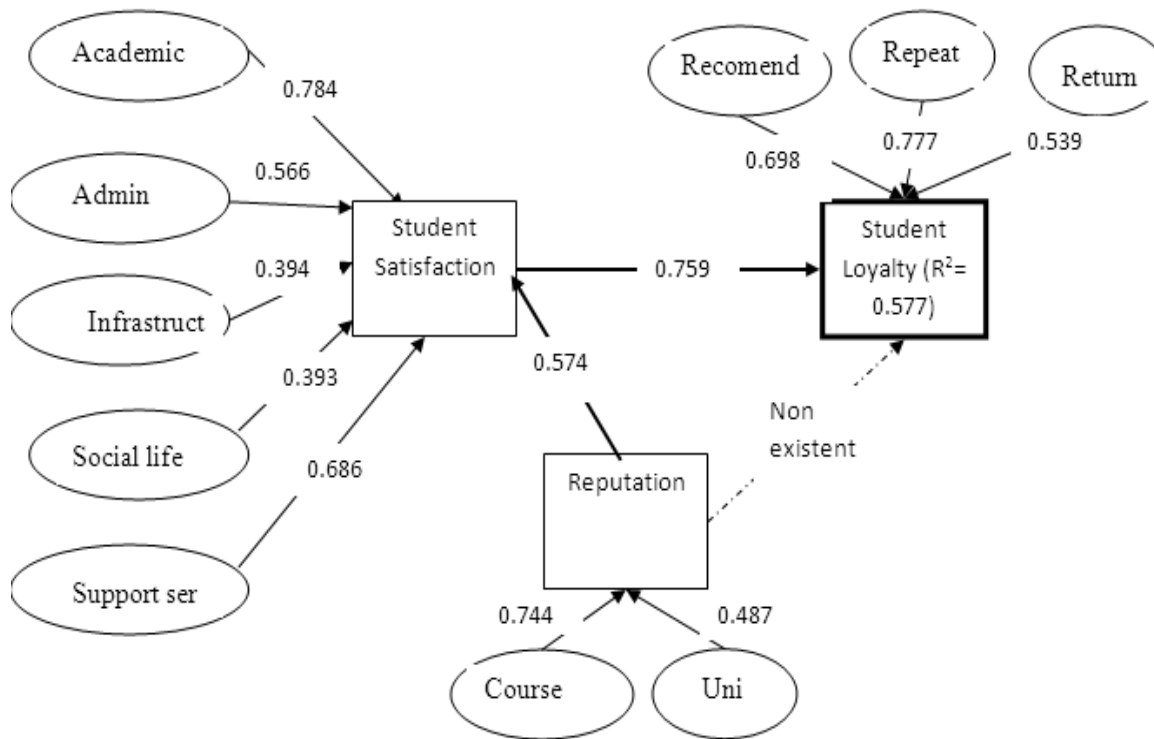 Academic
0.784
Admin
0.566
Infrastruct
0.394
Social life
0.393
Support ser
0.686
Student
Satisfaction
0.759
Recomend
0.698
Repeat
0.777
Return
0.539
Student
Loyalty (R²=
0.577)
0.574
Non
existent
Reputation
0.744
0.487
Course
Uni